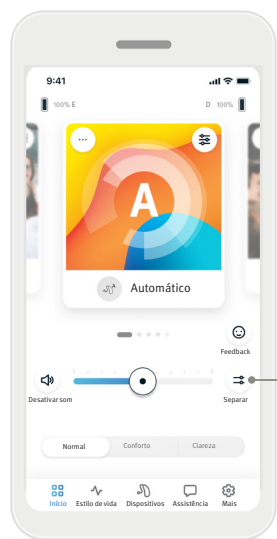 9:41
100% E D 100%
...
A
Automático
Feedback
Desativar som Separar
Normal Conforto Clareza
Início Estilo de vida Dispositivos Assistência Mais